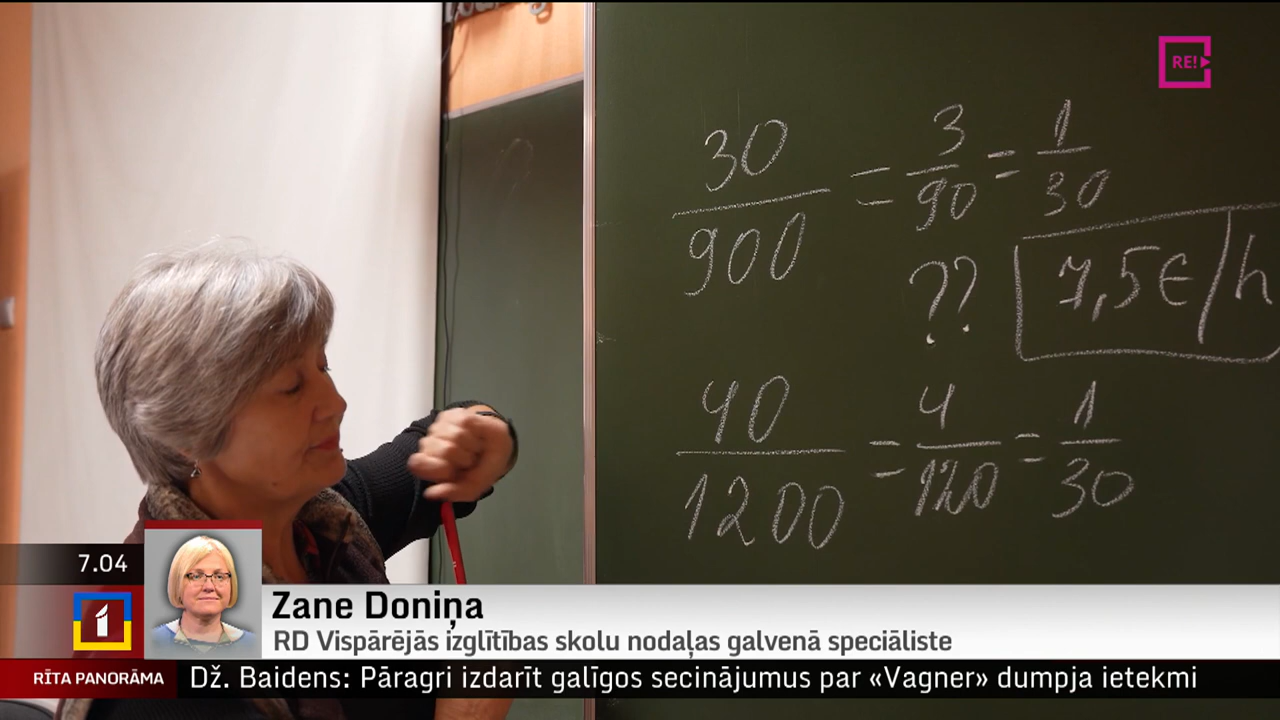 RE!
30/900 = 3/90 = 1/30
??
7,5€/h
40/1200 = 4/120 = 1/30
7.04
1
Zane Doniņa
RD Vispārējās izglītības skolu nodaļas galvenā speciāliste
RĪTA PANORĀMA
Dž. Baidens: Pāragri izdarīt galīgos secinājumus par «Vagner» dumpja ietekmi